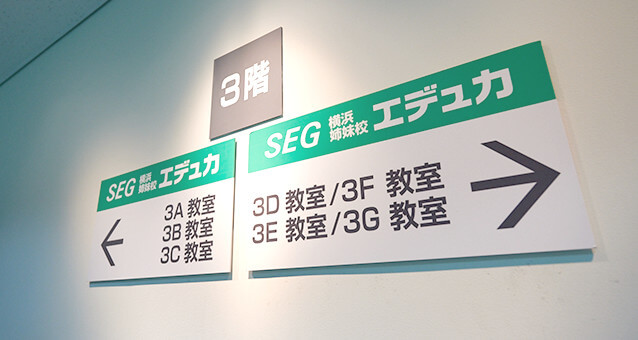 3階
SEG 横浜姉妹校 エデュカ
3A 教室
3B 教室
3C 教室
SEG 横浜姉妹校 エデュカ
3D 教室/3F 教室
3E 教室/3G 教室